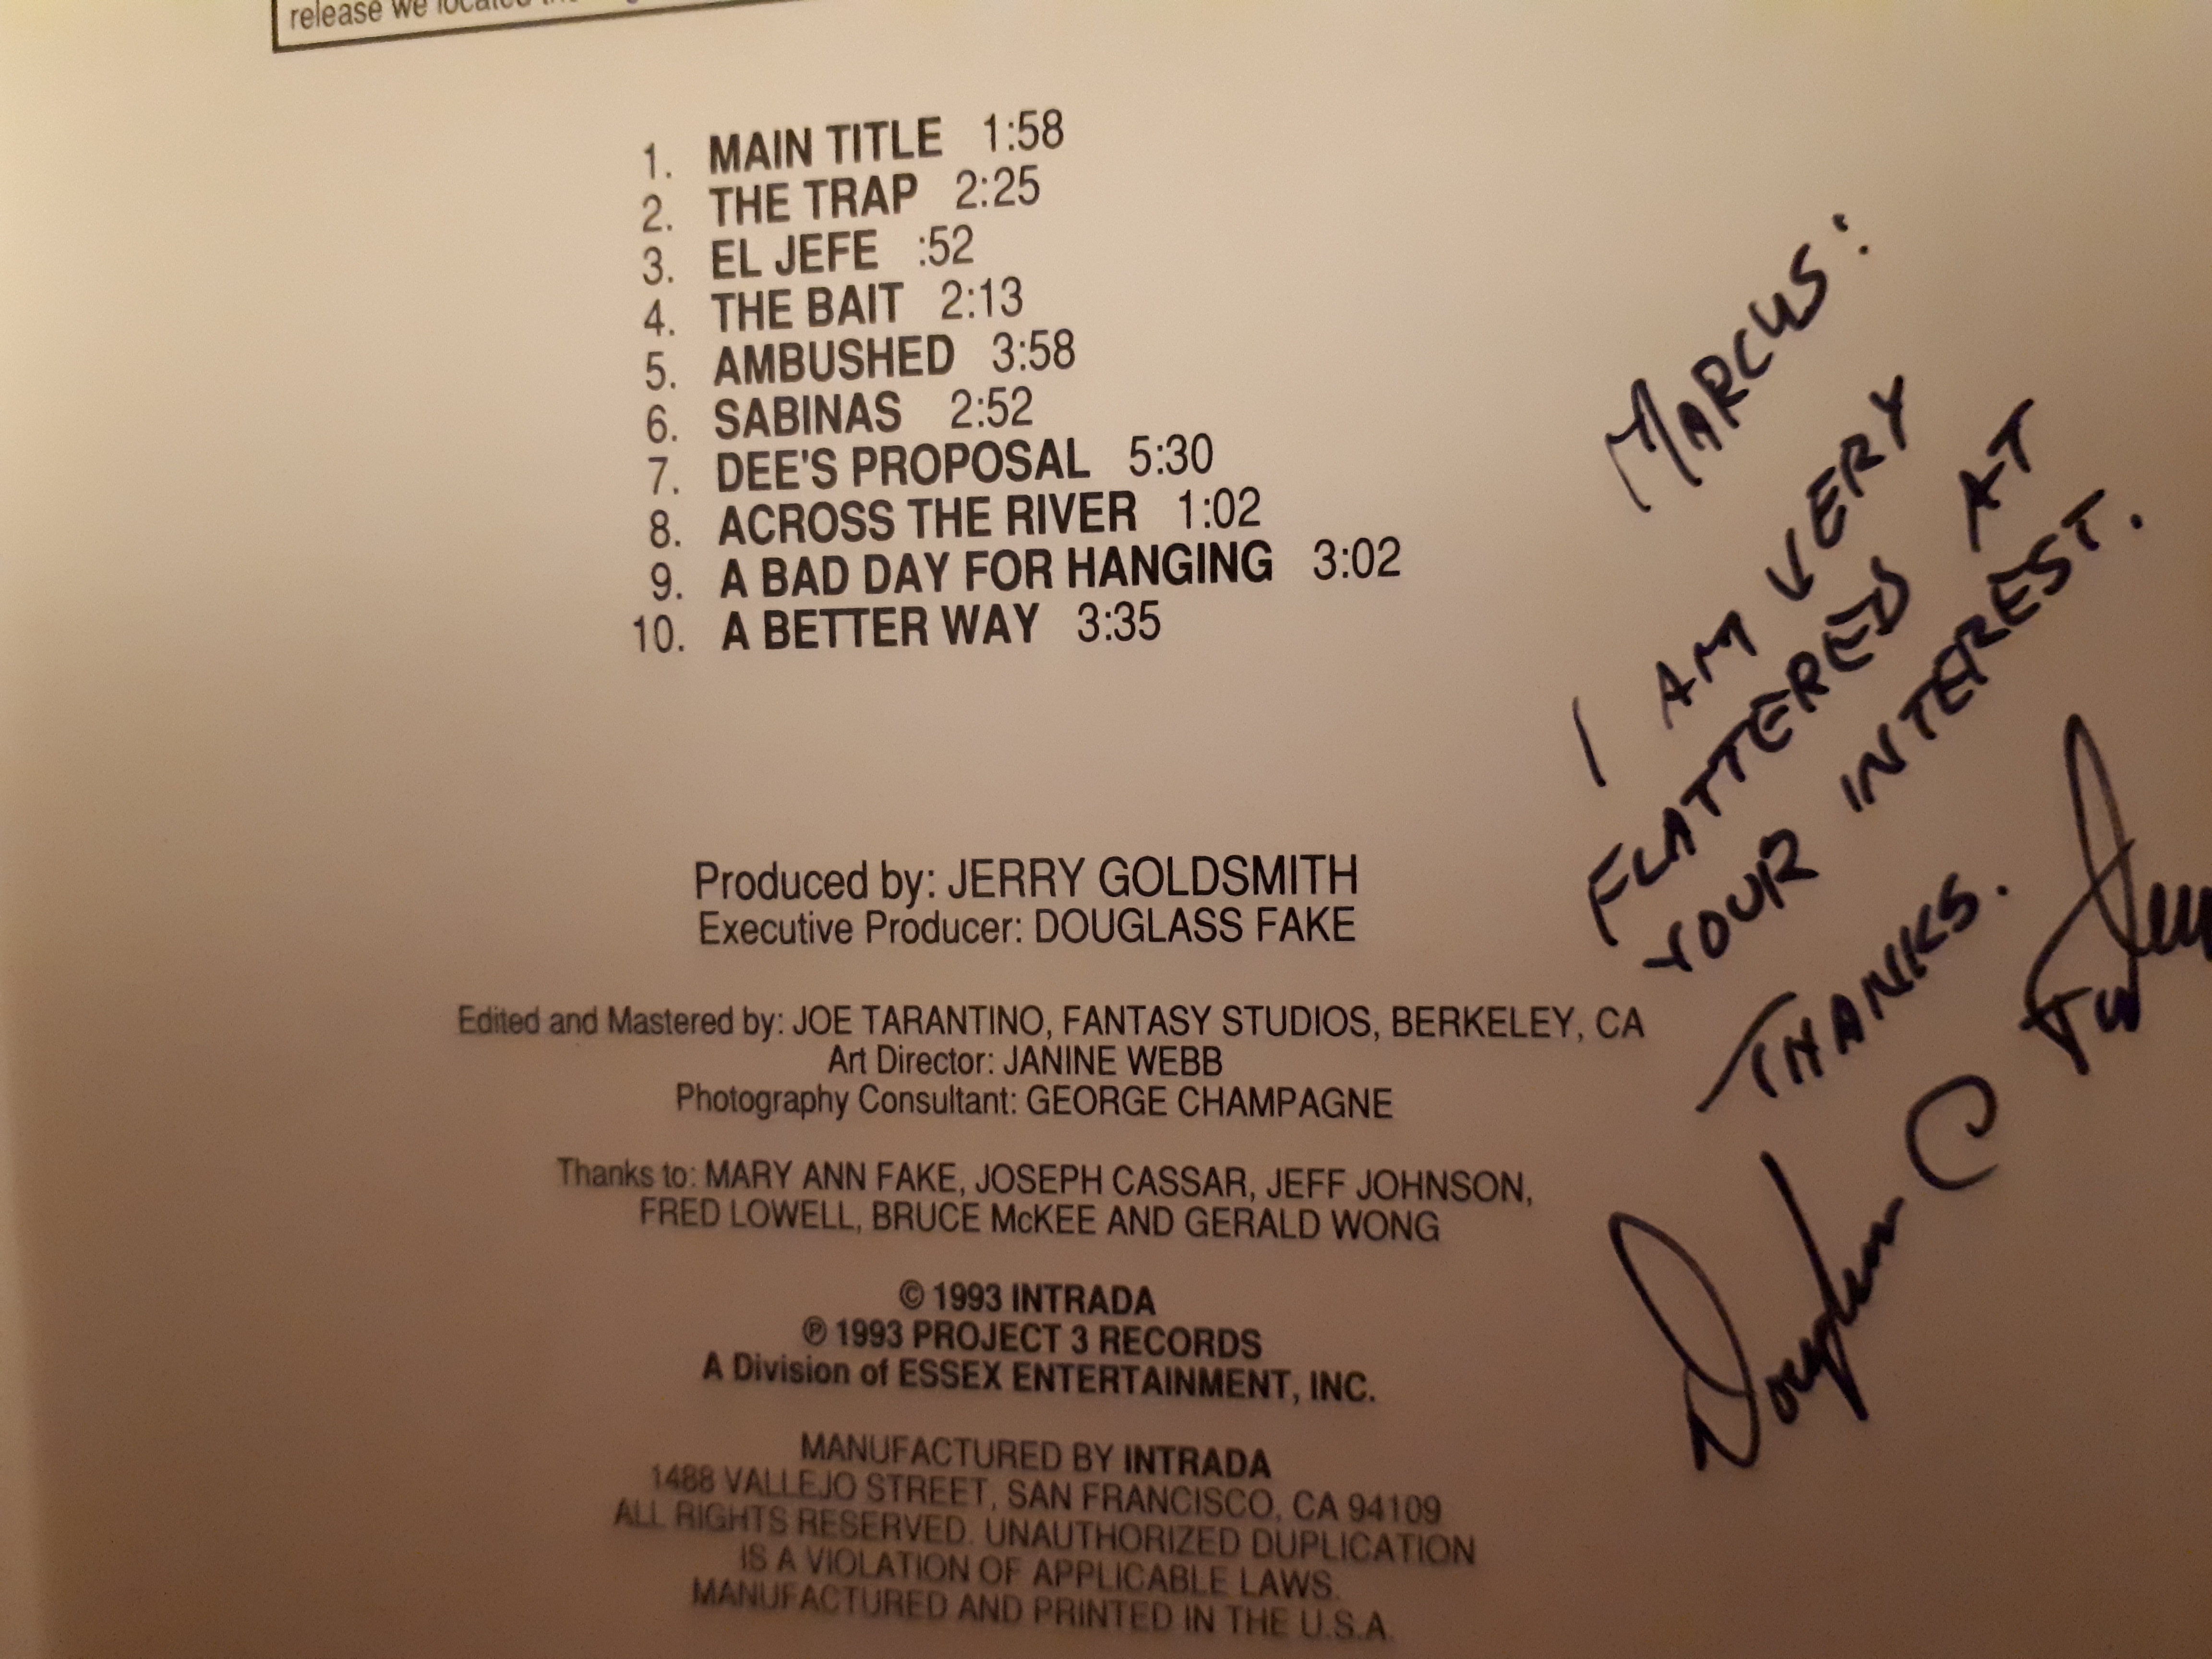 release we located the
1. MAIN TITLE 1:58
2. THE TRAP 2:25
3. EL JEFE :52
4. THE BAIT 2:13
5. AMBUSHED 3:58
6. SABINAS 2:52
7. DEE'S PROPOSAL 5:30
8. ACROSS THE RIVER 1:02
9. A BAD DAY FOR HANGING 3:02
10. A BETTER WAY 3:35
Produced by: JERRY GOLDSMITH
Executive Producer: DOUGLASS FAKE
Edited and Mastered by: JOE TARANTINO, FANTASY STUDIOS, BERKELEY, CA
Art Director: JANINE WEBB
Photography Consultant: GEORGE CHAMPAGNE
Thanks to: MARY ANN FAKE, JOSEPH CASSAR, JEFF JOHNSON,
FRED LOWELL, BRUCE McKEE AND GERALD WONG
© 1993 INTRADA
℗ 1993 PROJECT 3 RECORDS
A Division of ESSEX ENTERTAINMENT, INC.
MANUFACTURED BY INTRADA
1488 VALLEJO STREET, SAN FRANCISCO, CA 94109
ALL RIGHTS RESERVED. UNAUTHORIZED DUPLICATION
IS A VIOLATION OF APPLICABLE LAWS.
MANUFACTURED AND PRINTED IN THE U.S.A.
MARCUS:
I AM VERY
FLATTERED AT
YOUR INTEREST.
THANKS.